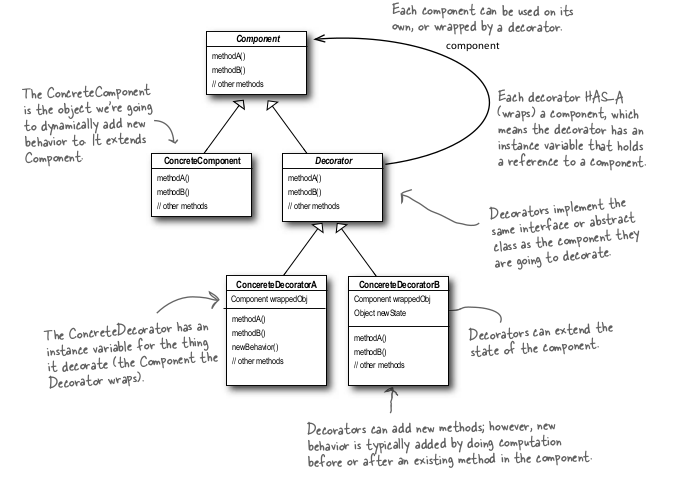 Each component can be used on its
own, or wrapped by a decorator.
component
Component
methodA()
methodB()
// other methods
The ConcreteComponent
is the object we're going
to dynamically add new
behavior to. It extends
Component.
Each decorator HAS_A
(wraps) a component, which
means the decorator has an
instance variable that holds
a reference to a component.
ConcreteComponent
methodA()
methodB()
// other methods
Decorator
methodA()
methodB()
// other methods
Decorators implement the
same interface or abstract
class as the component they
are going to decorate.
ConcereteDecoratorA
Component wrappedObj
methodA()
methodB()
newBehavior()
// other methods
ConcereteDecoratorB
Component wrappedObj
Object newState
methodA()
methodB()
// other methods
The ConcreteDecorator has an
instance variable for the thing
it decorate (the Component the
Decorator wraps).
Decorators can extend the
state of the component.
Decorators can add new methods; however, new
behavior is typically added by doing computation
before or after an existing method in the component.